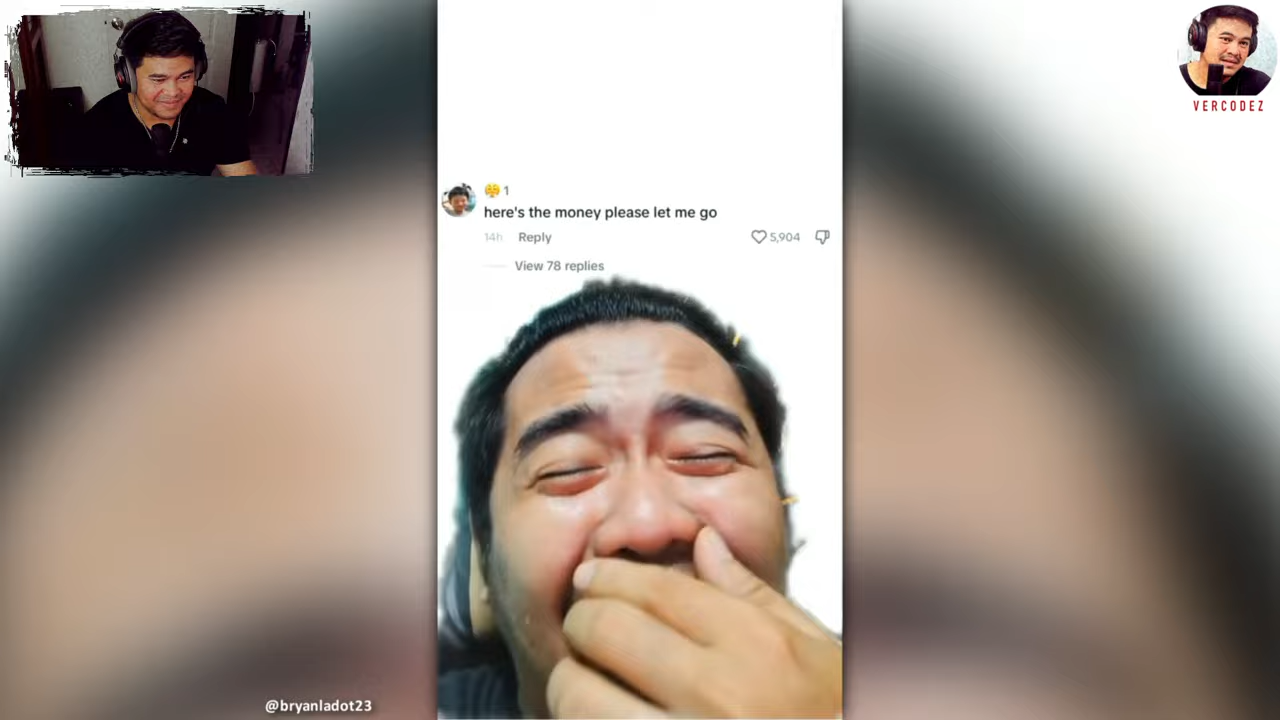 VERCODEZ
😤 1
here's the money please let me go
14h Reply 5,904
View 78 replies
@bryanladot23